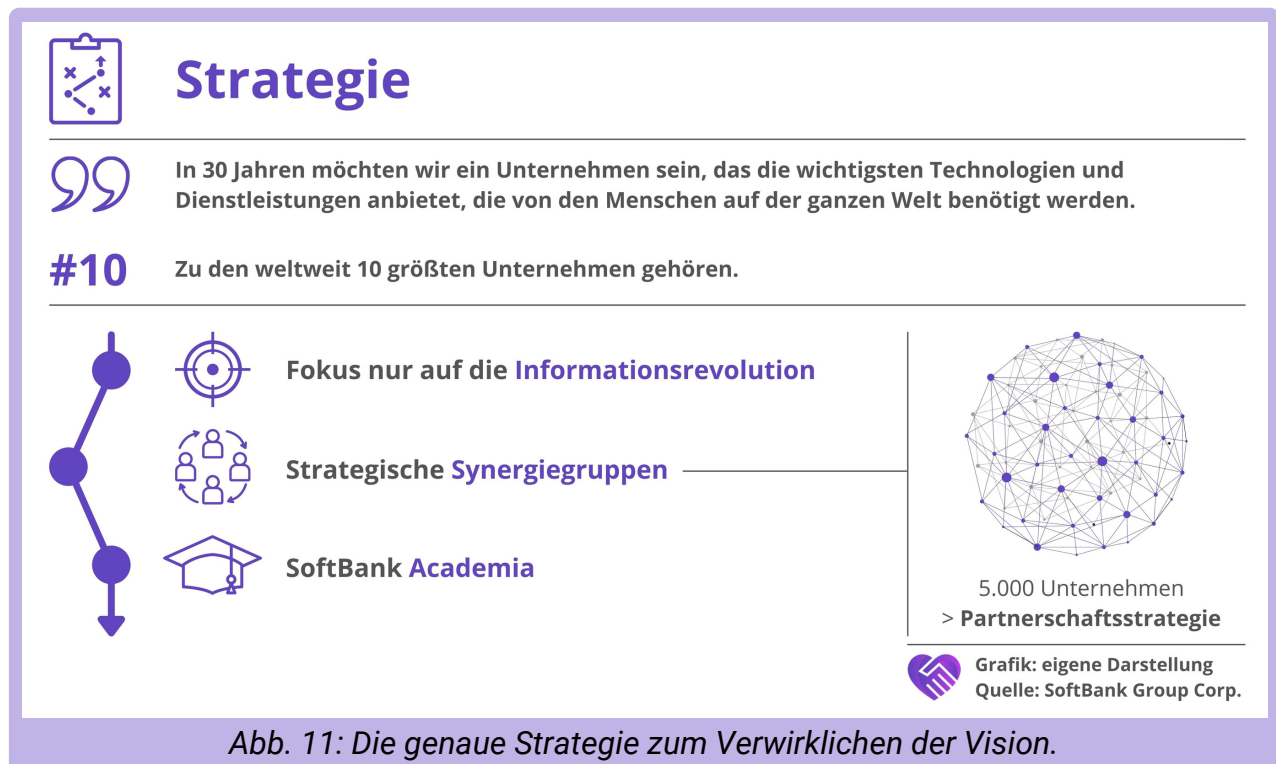 Strategie
In 30 Jahren möchten wir ein Unternehmen sein, das die wichtigsten Technologien und
Dienstleistungen anbietet, die von den Menschen auf der ganzen Welt benötigt werden.
#10 Zu den weltweit 10 größten Unternehmen gehören.
Fokus nur auf die Informationsrevolution
Strategische Synergiegruppen
SoftBank Academia
5.000 Unternehmen
> Partnerschaftsstrategie
Grafik: eigene Darstellung
Quelle: SoftBank Group Corp.
Abb. 11: Die genaue Strategie zum Verwirklichen der Vision.